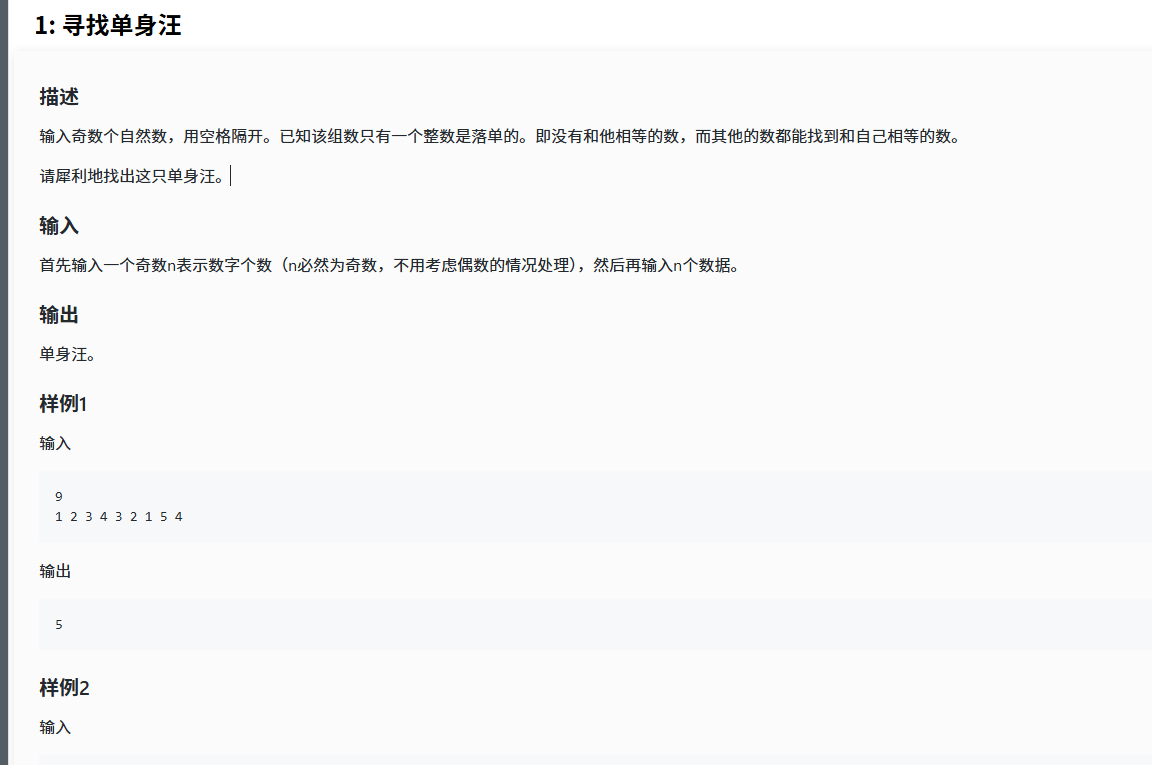 1: 寻找单身汪
描述
输入奇数个自然数，用空格隔开。已知该组数只有一个整数是落单的。即没有和他相等的数，而其他的数都能找到和自己相等的数。
请犀利地找出这只单身汪。
输入
首先输入一个奇数n表示数字个数（n必然为奇数，不用考虑偶数的情况处理），然后再输入n个数据。
输出
单身汪。
样例1
输入
9
1 2 3 4 3 2 1 5 4
输出
5
样例2
输入